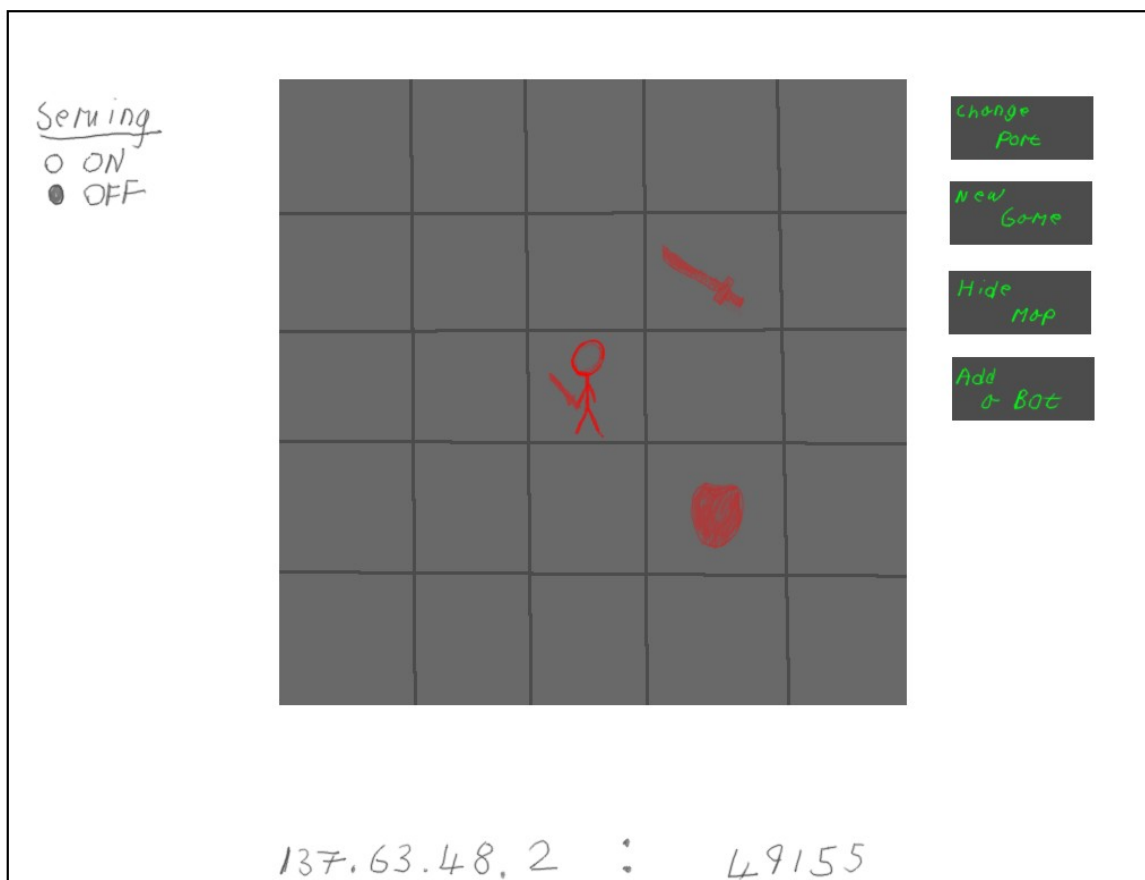 Serving
ON
OFF
Change
Port
New
Game
Hide
Map
Add
a Bot
137.63.48.2 : 49155